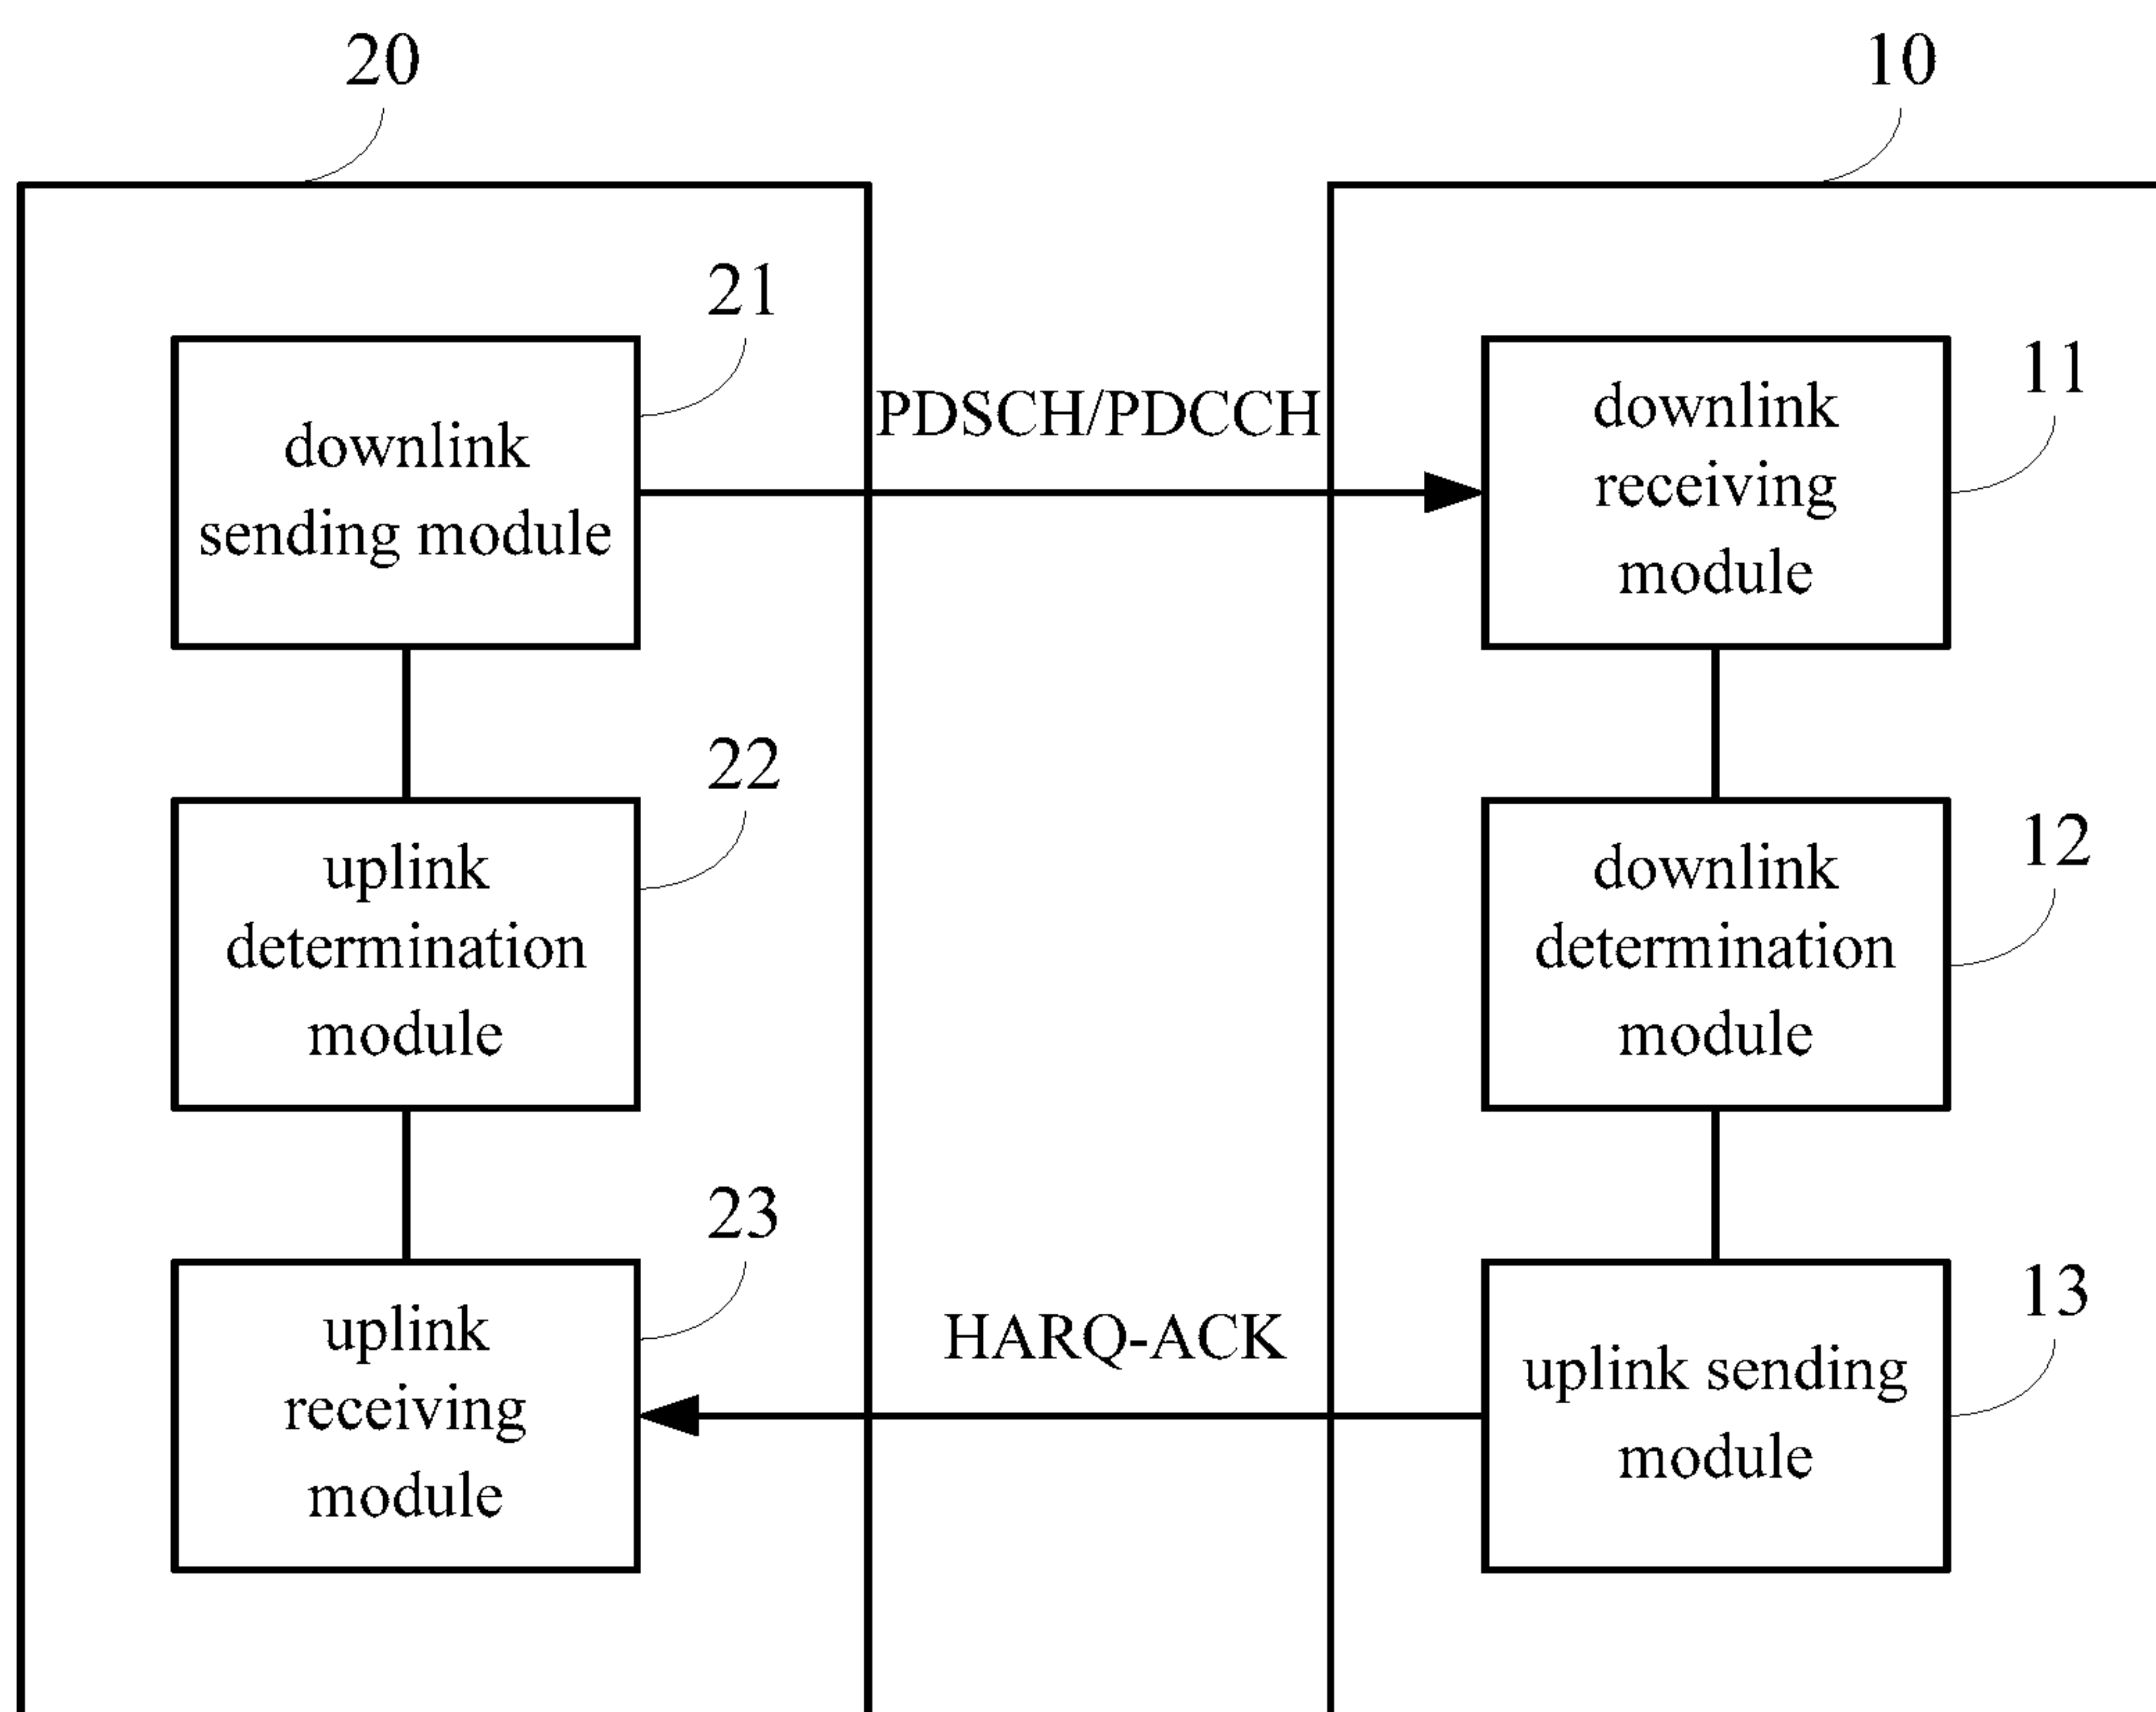 20
10
21
downlink
sending module
PDSCH/PDCCH
downlink
receiving
module
11
22
uplink
determination
module
downlink
determination
module
12
23
uplink
receiving
module
HARQ-ACK
uplink sending
module
13